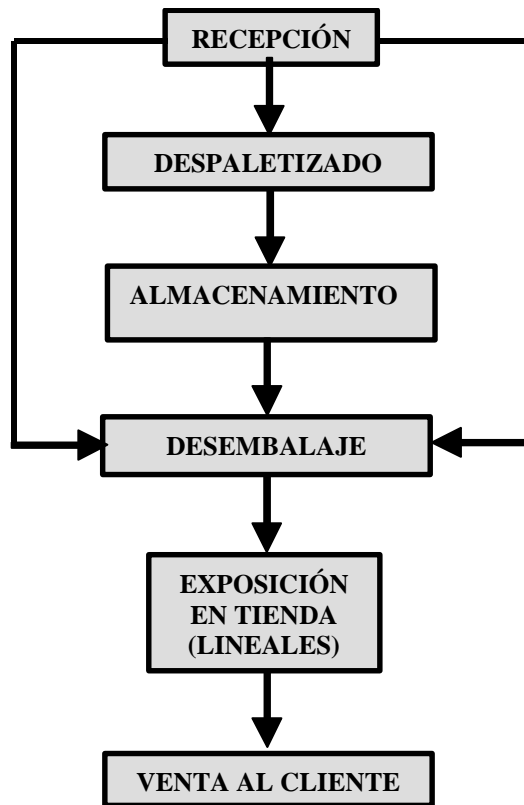 RECEPCIÓN
DESPALETIZADO
ALMACENAMIENTO
DESEMBALAJE
EXPOSICIÓN
EN TIENDA
(LINEALES)
VENTA AL CLIENTE